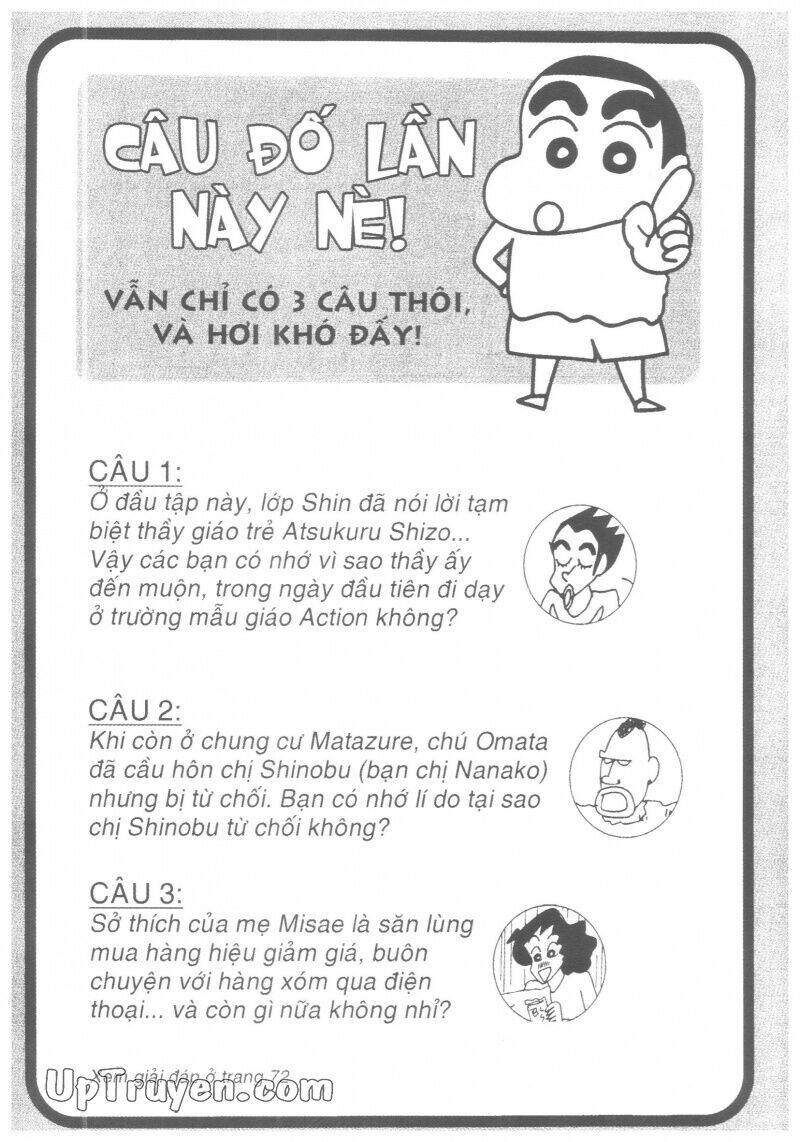 CÂU ĐỐ LẦN
NÀY NÈ!
VẪN CHỈ CÓ 3 CÂU THÔI,
VÀ HƠI KHÓ ĐẤY!
CÂU 1:
Ở đầu tập này, lớp Shin đã nói lời tạm
biệt thầy giáo trẻ Atsukuru Shizo...
Vậy các bạn có nhớ vì sao thầy ấy
đến muộn, trong ngày đầu tiên đi dạy
ở trường mẫu giáo Action không?
CÂU 2:
Khi còn ở chung cư Matazure, chú Omata
đã cầu hôn chị Shinobu (bạn chị Nanako)
nhưng bị từ chối. Bạn có nhớ lí do tại sao
chị Shinobu từ chối không?
CÂU 3:
Sở thích của mẹ Misae là săn lùng
mua hàng hiệu giảm giá, buôn
chuyện với hàng xóm qua điện
thoại... và còn gì nữa không nhỉ?
Xem giải đáp ở trang 72
UpTruyen.com